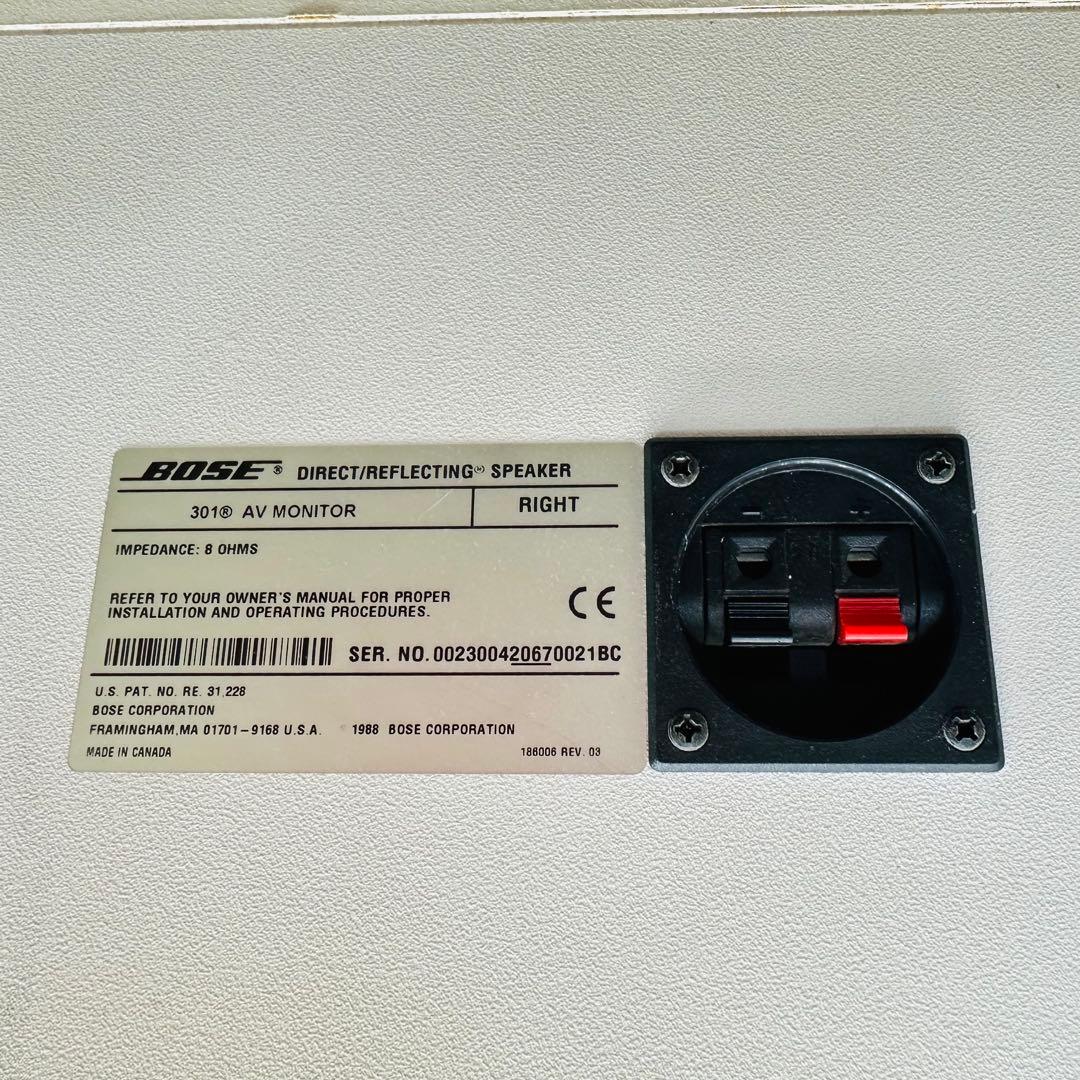 BOSE® DIRECT/REFLECTING® SPEAKER
301® AV MONITOR
RIGHT
IMPEDANCE: 8 OHMS
REFER TO YOUR OWNER'S MANUAL FOR PROPER
INSTALLATION AND OPERATING PROCEDURES.
CE
SER. NO. 002300420670021BC
U.S. PAT. NO. RE. 31,228
BOSE CORPORATION
FRAMINGHAM, MA 01701-9168 U.S.A. 1988 BOSE CORPORATION
MADE IN CANADA
186006 REV. 03
- +